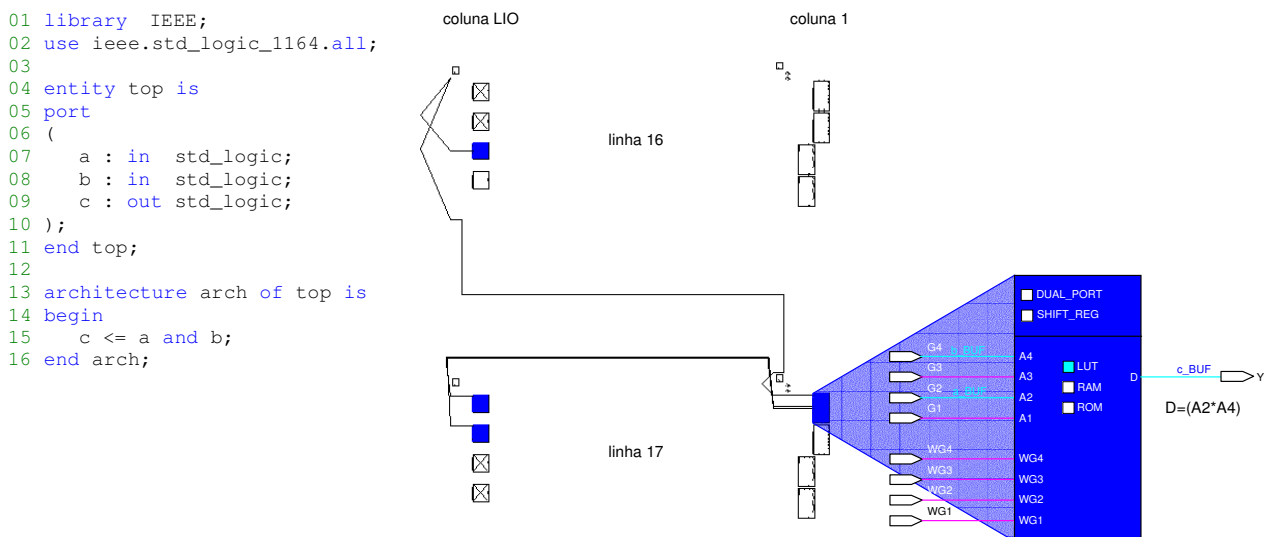 01 library  IEEE;
02 use ieee.std_logic_1164.all;
03
04 entity top is
05 port
06 (
07    a : in  std_logic;
08    b : in  std_logic;
09    c : out std_logic;
10 );
11 end top;
12
13 architecture arch of top is
14 begin
15    c <= a and b;
16 end arch;
coluna LIO
coluna 1
linha 16
linha 17
DUAL_PORT
SHIFT_REG
G4 b_BUF A4
G3 A3
G2 a_BUF A2
G1 A1
LUT
RAM
ROM
D c_BUF Y
D=(A2*A4)
WG4 WG4
WG3 WG3
WG2 WG2
WG1 WG1